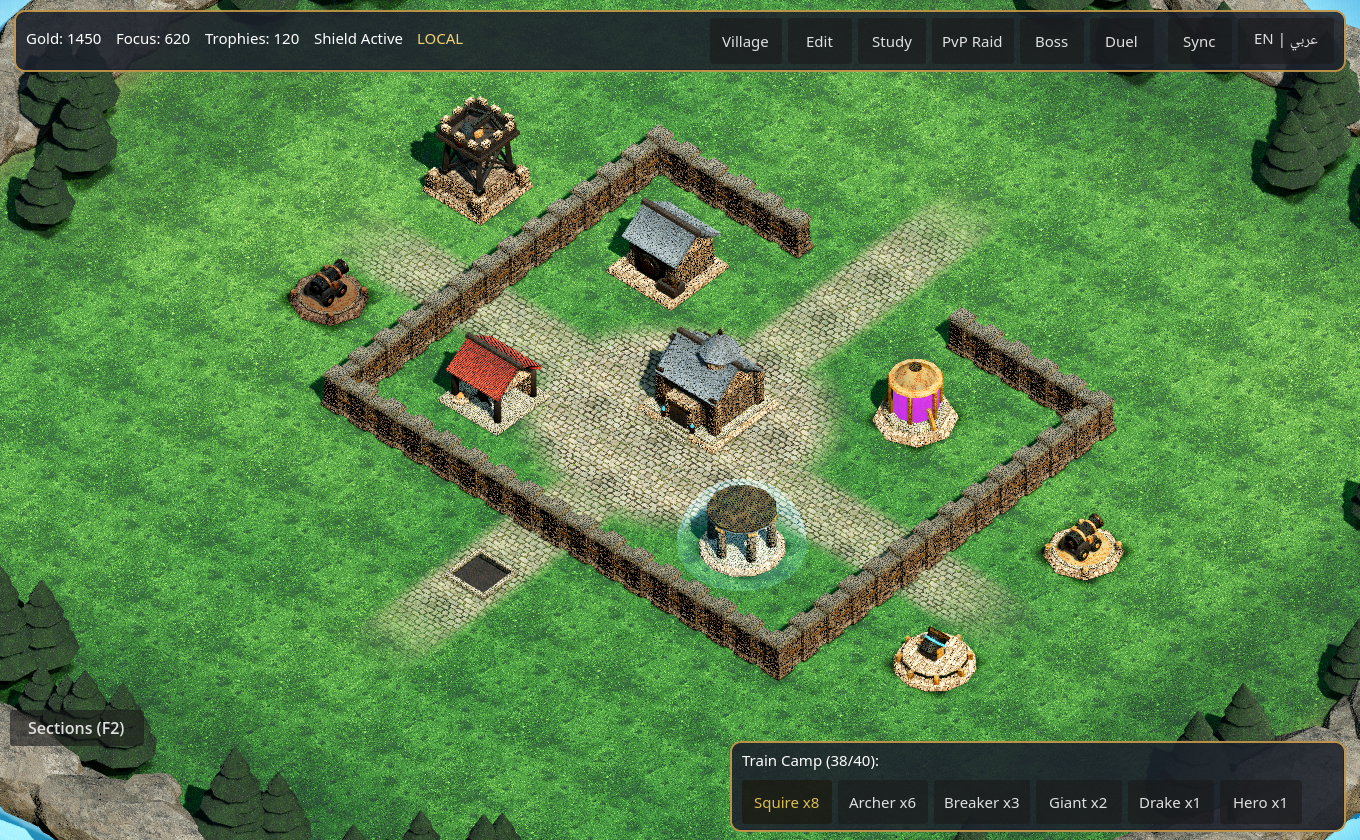 Gold: 1450 Focus: 620 Trophies: 120 Shield Active LOCAL Village Edit Study PvP Raid Boss Duel Sync EN | عربي
Sections (F2)
Train Camp (38/40):
Squire x8 Archer x6 Breaker x3 Giant x2 Drake x1 Hero x1